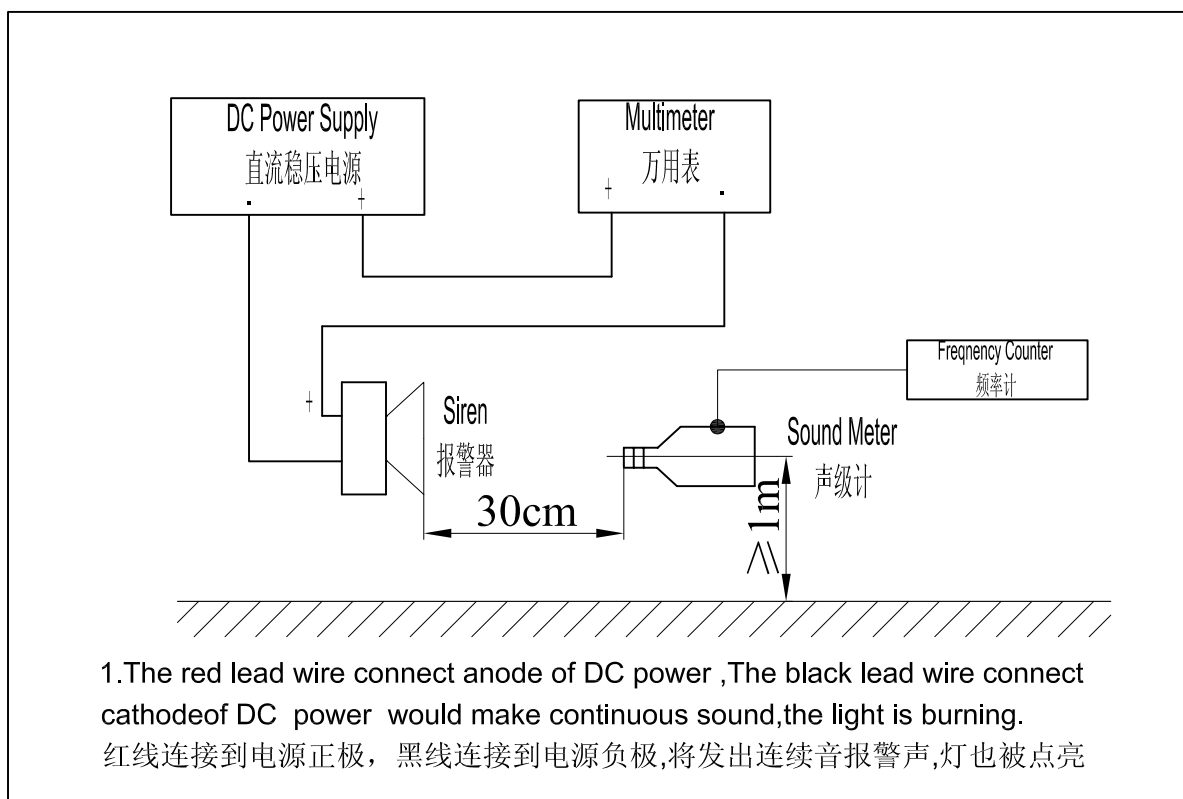 DC Power Supply
直流稳压电源
- +
Multimeter
万用表
+ -
Freqnency Counter
频率计
+
Siren
报警器
Sound Meter
声级计
30cm
≥1m
1.The red lead wire connect anode of DC power ,The black lead wire connect
cathodeof DC power would make continuous sound,the light is burning.
红线连接到电源正极，黑线连接到电源负极,将发出连续音报警声,灯也被点亮